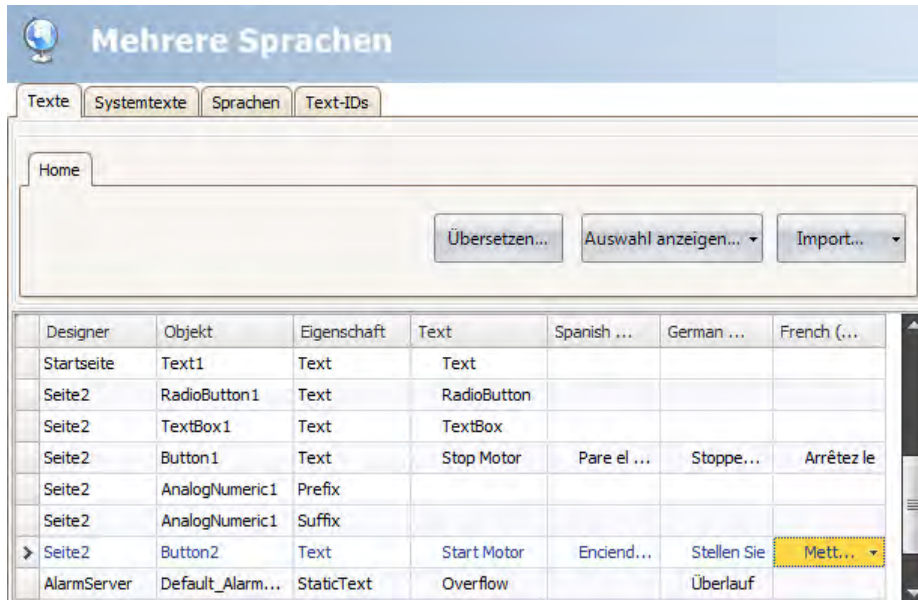 Mehrere Sprachen
Texte Systemtexte Sprachen Text-IDs
Home
Übersetzen... Auswahl anzeigen... Import...
Designer Objekt Eigenschaft Text Spanish ... German ... French (...
Startseite Text1 Text Text
Seite2 RadioButton1 Text RadioButton
Seite2 TextBox1 Text TextBox
Seite2 Button1 Text Stop Motor Pare el ... Stoppe... Arrêtez le
Seite2 AnalogNumeric1 Prefix
Seite2 AnalogNumeric1 Suffix
Seite2 Button2 Text Start Motor Enciend... Stellen Sie Mett...
AlarmServer Default_Alarm... StaticText Overflow Überlauf